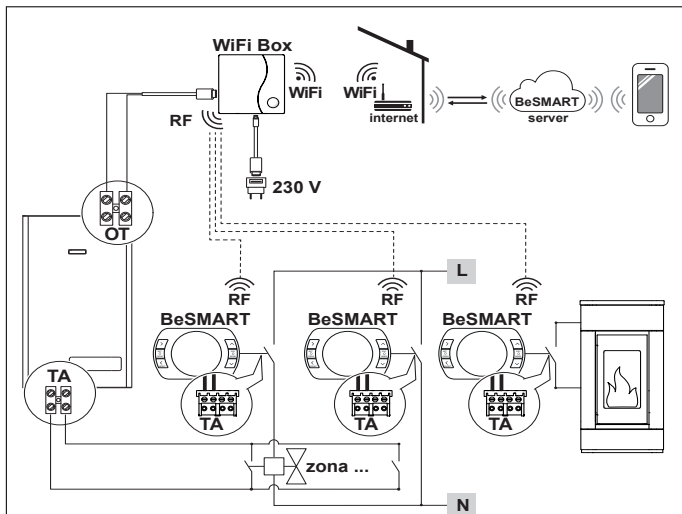 WiFi Box
WiFi
WiFi
internet
BeSMART
server
RF
230 V
OT
L
RF
RF
RF
BeSMART
BeSMART
BeSMART
TA
TA
TA
TA
zona ...
N